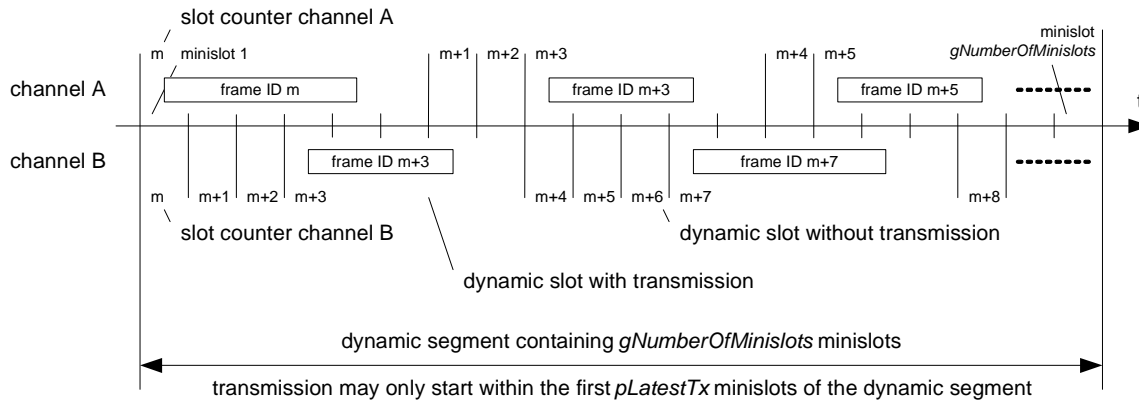 slot counter channel A
m minislot 1 m+1 m+2 m+3 m+4 m+5 minislot
gNumberOfMinislots
channel A frame ID m frame ID m+3 frame ID m+5
t
channel B frame ID m+3 frame ID m+7
m m+1 m+2 m+3 m+4 m+5 m+6 m+7 m+8
slot counter channel B dynamic slot without transmission
dynamic slot with transmission
dynamic segment containing gNumberOfMinislots minislots
transmission may only start within the first pLatestTx minislots of the dynamic segment